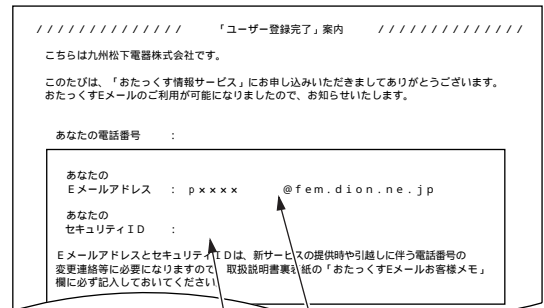 / / / / / / / / / / / / / / 「ユーザー登録完了」案内 / / / / / / / / / / / / / /
こちらは九州松下電器株式会社です。
このたびは、「おたっくす情報サービス」にお申し込みいただきましてありがとうございます。
おたっくすEメールのご利用が可能になりましたので、お知らせいたします。
あなたの電話番号 :
あなたの
Eメールアドレス : p×××× @fem.dion.ne.jp
あなたの
セキュリティID :
EメールアドレスとセキュリティIDは、新サービスの提供時や引越しに伴う電話番号の
変更連絡等に必要になりますので、取扱説明書裏表紙の「おたっくすEメールお客様メモ」
欄に必ず記入しておいてください。